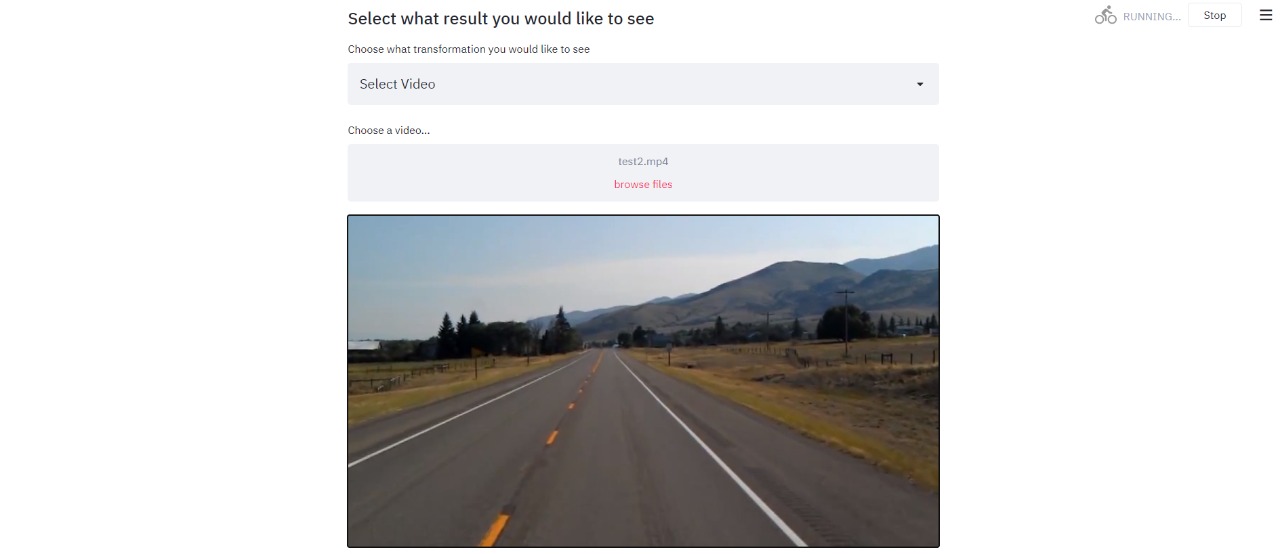 Select what result you would like to see
RUNNING...
Stop
Choose what transformation you would like to see
Select Video
Choose a video...
test2.mp4
browse files